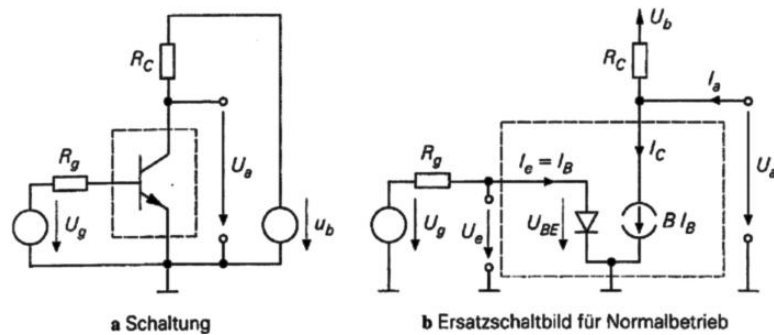 R_C
R_g
U_g
U_a
u_b
a Schaltung
U_b
R_C
I_a
I_C
R_g
I_e = I_B
U_g
U_e
U_BE
B I_B
U_a
b Ersatzschaltbild für Normalbetrieb